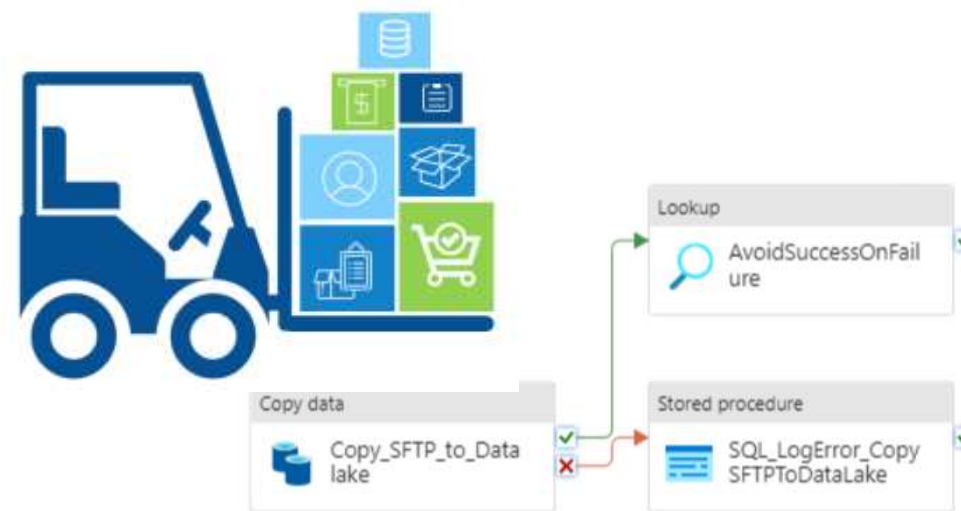 $
Lookup
AvoidSuccessOnFail
ure
Copy data
Copy_SFTP_to_Data
lake
Stored procedure
SQL_LogError_Copy
SFTPToDataLake